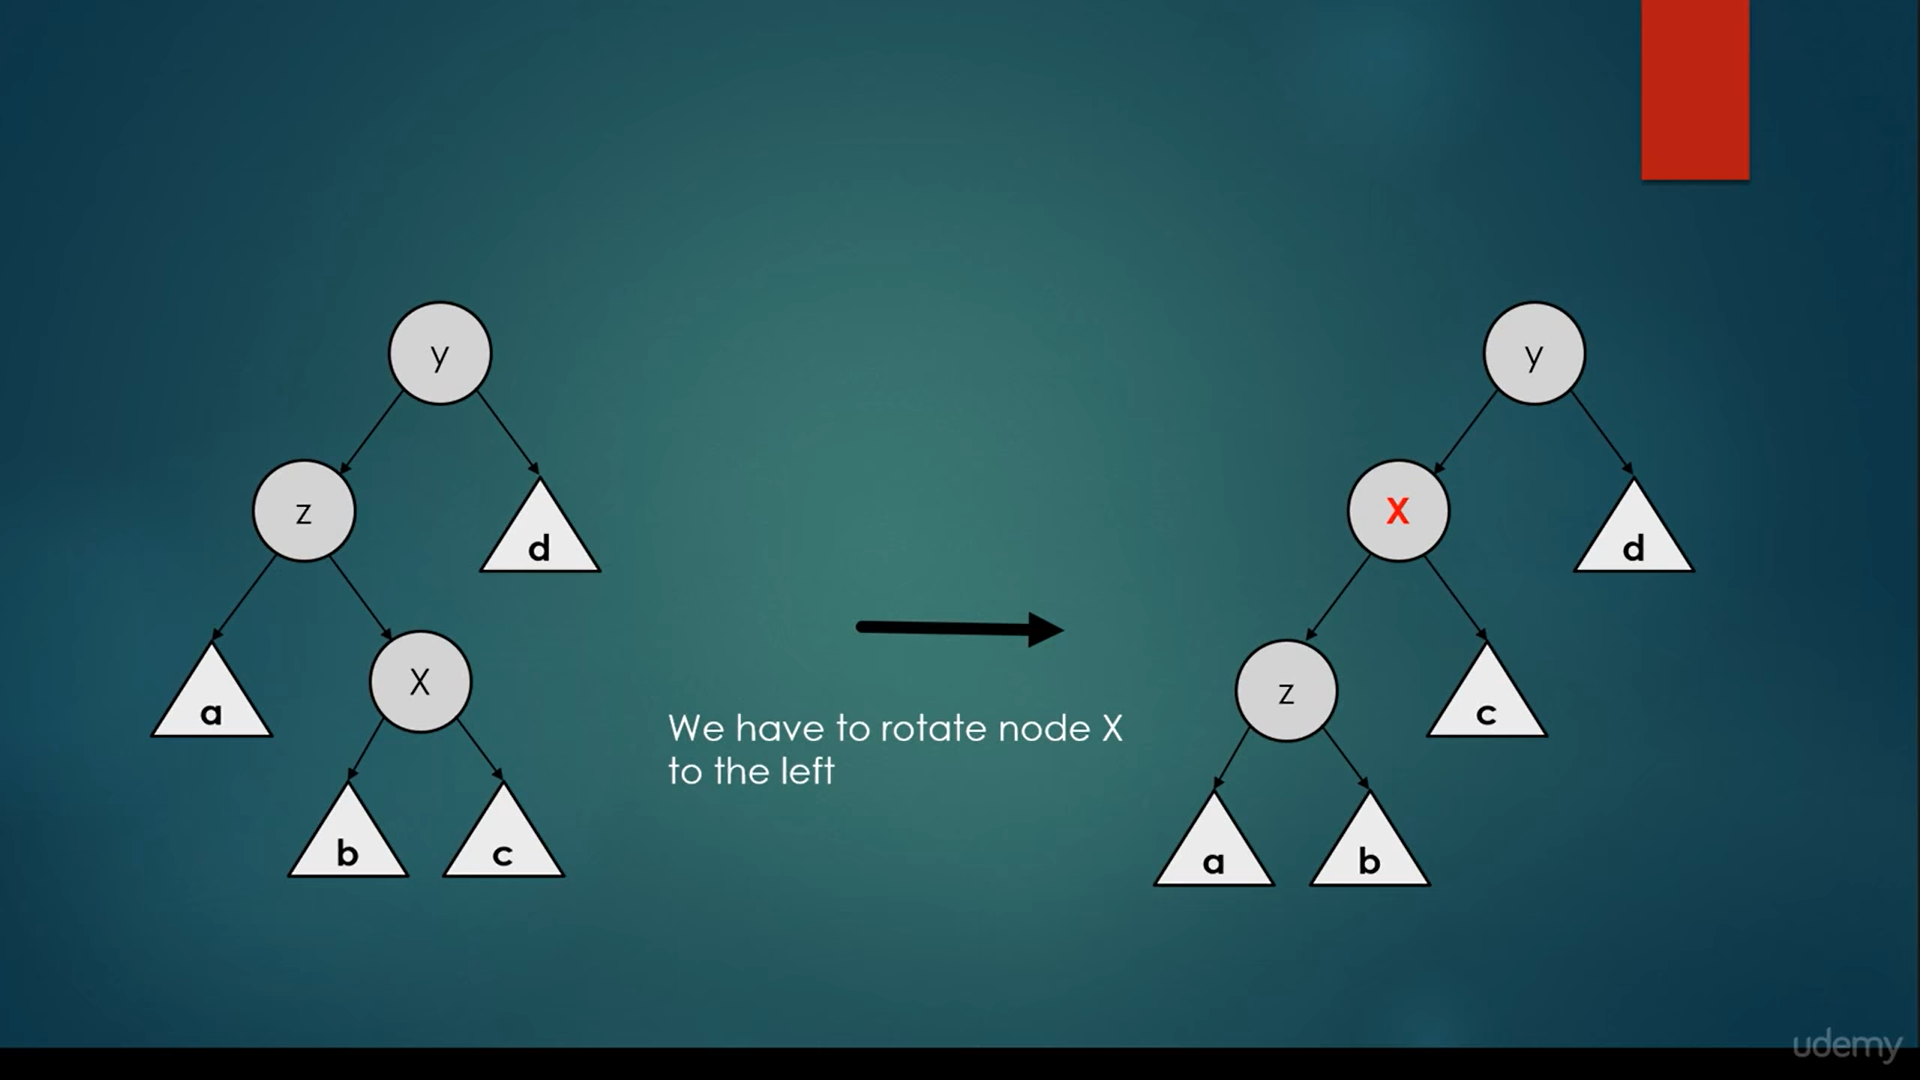 y
z
d
a
X
b
c
We have to rotate node X
to the left
y
X
d
z
c
a
b
udemy